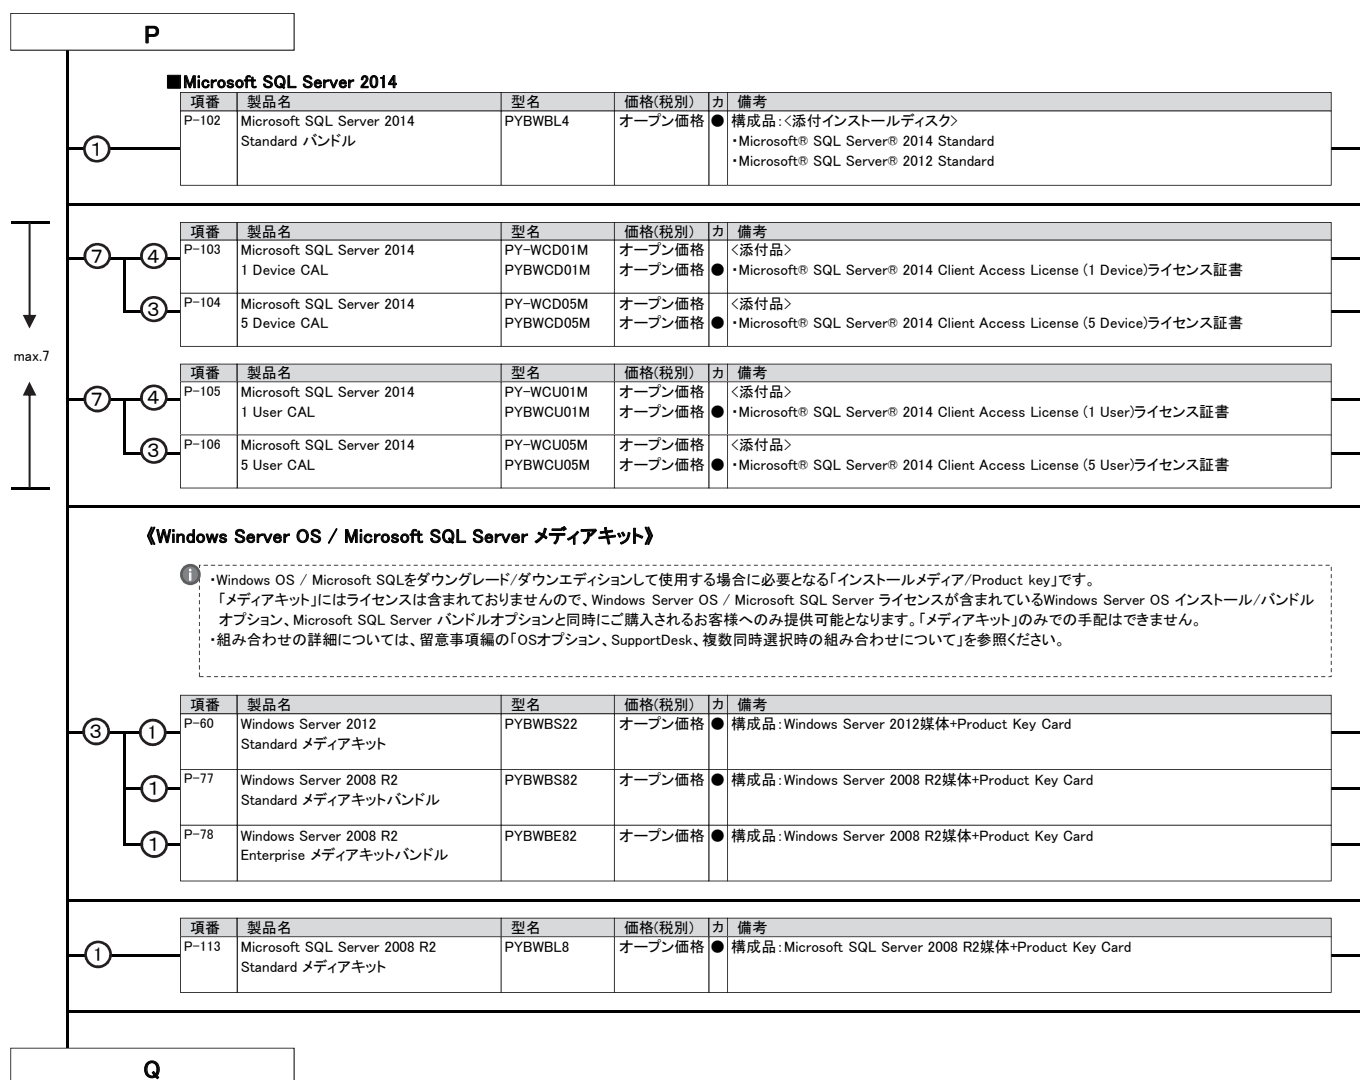 P
■Microsoft SQL Server 2014
項番 製品名 型名 価格(税別) カ 備考
P-102 Microsoft SQL Server 2014 PYBWBL4 オープン価格 ● 構成品:<添付インストールディスク>
Standard バンドル ・Microsoft® SQL Server® 2014 Standard
・Microsoft® SQL Server® 2012 Standard
①
項番 製品名 型名 価格(税別) カ 備考
⑦ ④ P-103 Microsoft SQL Server 2014 PY-WCD01M オープン価格 <添付品>
1 Device CAL PYBWCD01M オープン価格 ● ・Microsoft® SQL Server® 2014 Client Access License (1 Device)ライセンス証書
③ P-104 Microsoft SQL Server 2014 PY-WCD05M オープン価格 <添付品>
5 Device CAL PYBWCD05M オープン価格 ● ・Microsoft® SQL Server® 2014 Client Access License (5 Device)ライセンス証書
max.7
項番 製品名 型名 価格(税別) カ 備考
⑦ ④ P-105 Microsoft SQL Server 2014 PY-WCU01M オープン価格 <添付品>
1 User CAL PYBWCU01M オープン価格 ● ・Microsoft® SQL Server® 2014 Client Access License (1 User)ライセンス証書
③ P-106 Microsoft SQL Server 2014 PY-WCU05M オープン価格 <添付品>
5 User CAL PYBWCU05M オープン価格 ● ・Microsoft® SQL Server® 2014 Client Access License (5 User)ライセンス証書
《Windows Server OS / Microsoft SQL Server メディアキット》
i
・Windows OS / Microsoft SQLをダウングレード/ダウンエディションして使用する場合に必要となる「インストールメディア/Product key」です。
「メディアキット」にはライセンスは含まれておりませんので、Windows Server OS / Microsoft SQL Server ライセンスが含まれているWindows Server OS インストール/バンドル
オプション、Microsoft SQL Server バンドルオプションと同時にご購入されるお客様へのみ提供可能となります。「メディアキット」のみでの手配はできません。
・組み合わせの詳細については、留意事項編の「OSオプション、SupportDesk、複数同時選択時の組み合わせについて」を参照ください。
項番 製品名 型名 価格(税別) カ 備考
③ ① P-60 Windows Server 2012 PYBWBS22 オープン価格 ● 構成品:Windows Server 2012媒体+Product Key Card
Standard メディアキット
① P-77 Windows Server 2008 R2 PYBWBS82 オープン価格 ● 構成品:Windows Server 2008 R2媒体+Product Key Card
Standard メディアキットバンドル
① P-78 Windows Server 2008 R2 PYBWBE82 オープン価格 ● 構成品:Windows Server 2008 R2媒体+Product Key Card
Enterprise メディアキットバンドル
項番 製品名 型名 価格(税別) カ 備考
① P-113 Microsoft SQL Server 2008 R2 PYBWBL8 オープン価格 ● 構成品:Microsoft SQL Server 2008 R2媒体+Product Key Card
Standard メディアキット
Q